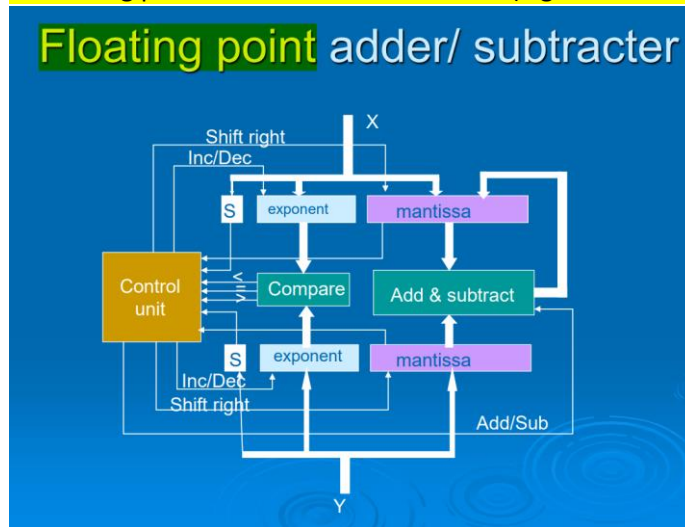 Floating point adder/ subtracter
X
Shift right
Inc/Dec
S
exponent
mantissa
Control
unit
<
=
>
Compare
Add & subtract
S
exponent
mantissa
Inc/Dec
Shift right
Add/Sub
Y